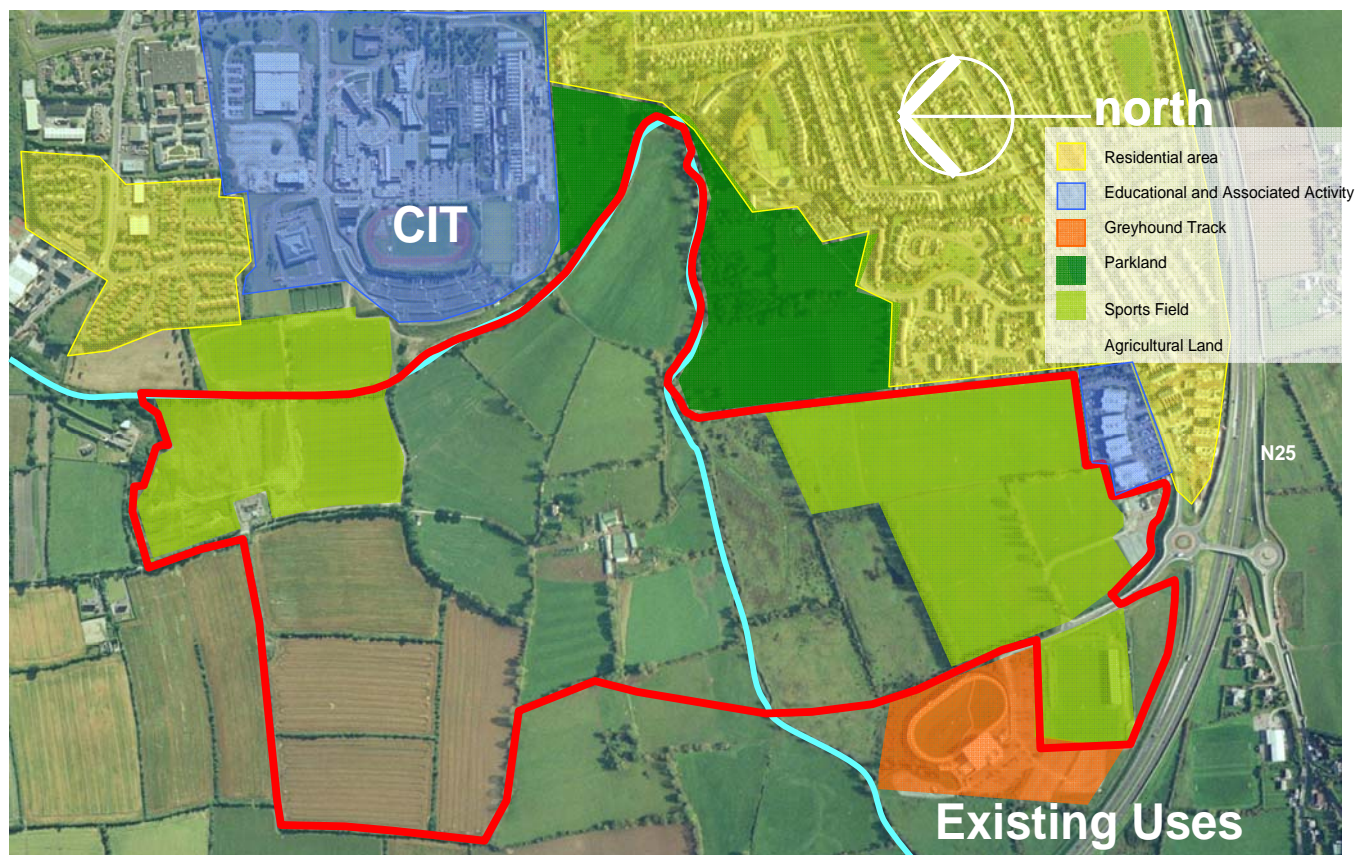 north
Residential area
Educational and Associated Activity
Greyhound Track
Parkland
Sports Field
Agricultural Land
CIT
N25
Existing Uses